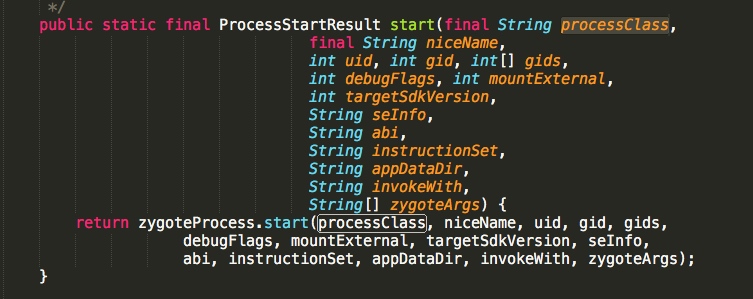 */
public static final ProcessStartResult start(final String processClass,
final String niceName,
int uid, int gid, int[] gids,
int debugFlags, int mountExternal,
int targetSdkVersion,
String seInfo,
String abi,
String instructionSet,
String appDataDir,
String invokeWith,
String[] zygoteArgs) {
return zygoteProcess.start(processClass, niceName, uid, gid, gids,
debugFlags, mountExternal, targetSdkVersion, seInfo,
abi, instructionSet, appDataDir, invokeWith, zygoteArgs);
}